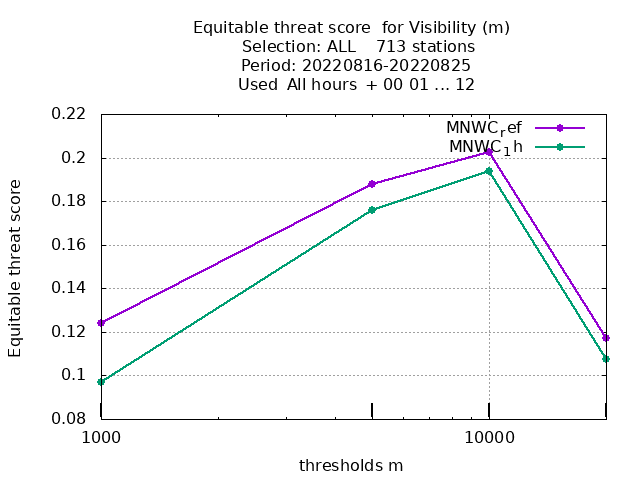 Equitable threat score for Visibility (m)
Selection: ALL 713 stations
Period: 20220816-20220825
Used All hours + 00 01 ... 12
MNWC_ref
MNWC_1h
0.22
0.2
0.18
0.16
0.14
0.12
0.1
0.08
Equitable threat score
1000
10000
thresholds m